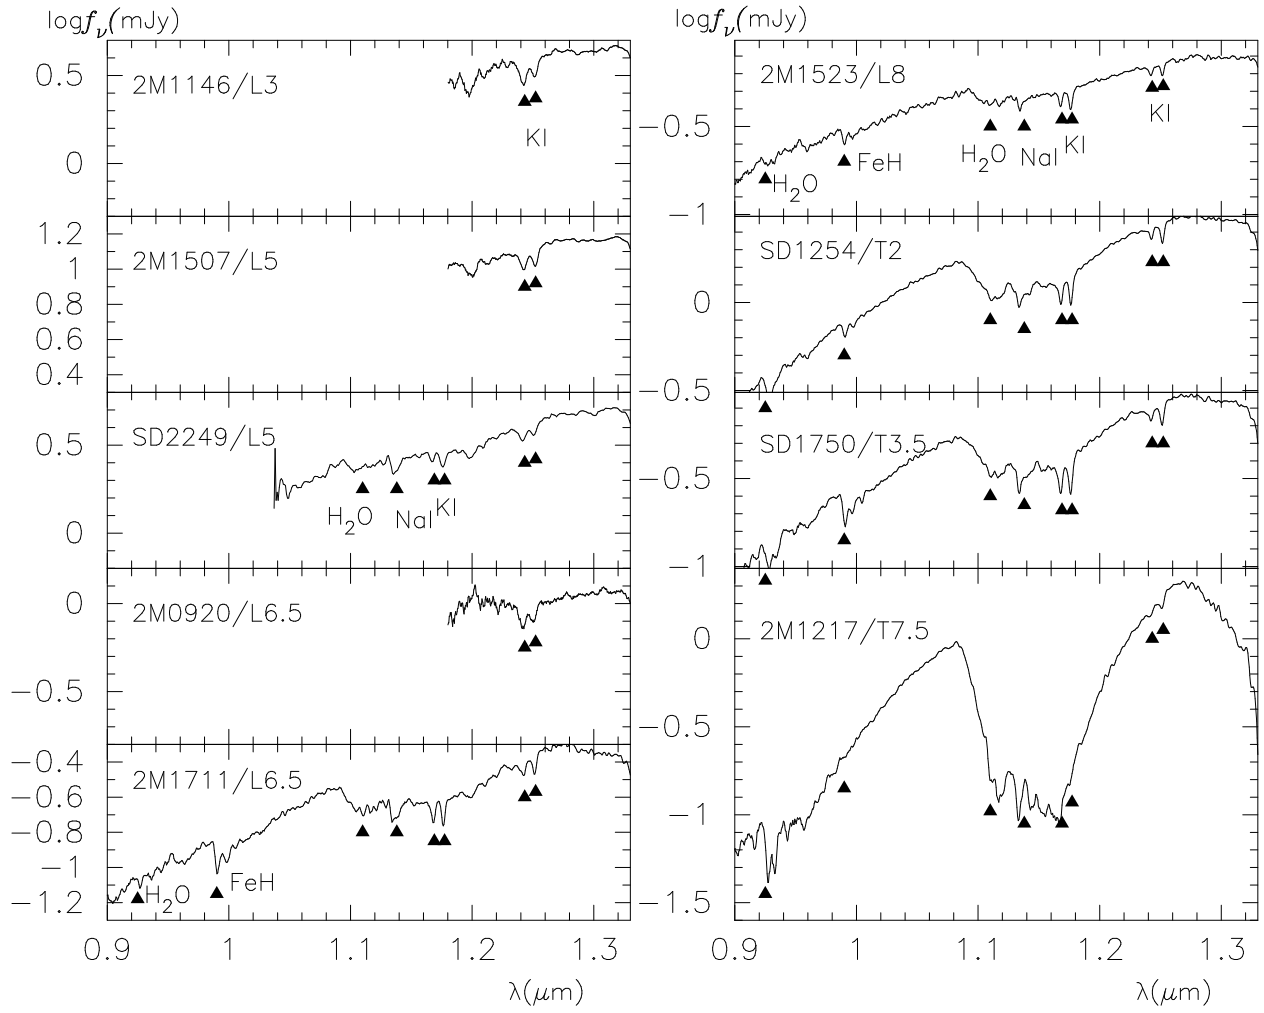 logfν(mJy)
0.5
0
2M1146/L3
KI
1.2
1
0.8
0.6
0.4
2M1507/L5
0.5
0
SD2249/L5
H2O NaI KI
0
−0.5
2M0920/L6.5
−0.4
−0.6
−0.8
−1
−1.2
2M1711/L6.5
H2O FeH
0.9 1 1.1 1.2 1.3
λ(μm)
logfν(mJy)
−0.5
−1
2M1523/L8
H2O FeH H2O NaI KI KI
0
−0.5
SD1254/T2
−0.5
−1
SD1750/T3.5
0
−0.5
−1
−1.5
2M1217/T7.5
0.9 1 1.1 1.2 1.3
λ(μm)